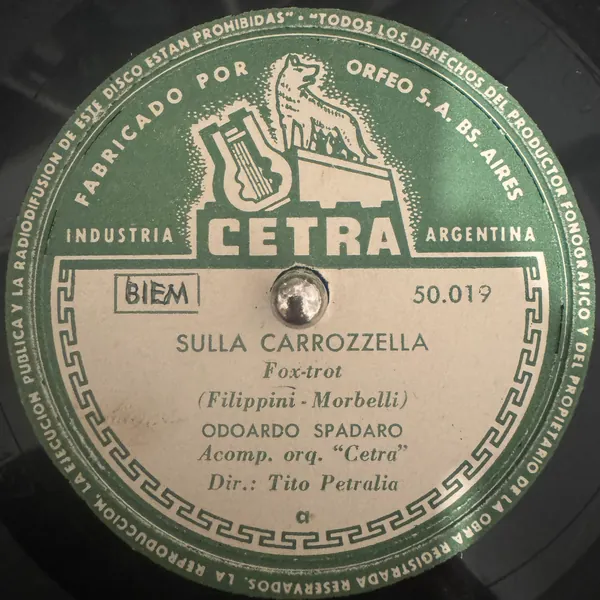 "TODOS LOS DERECHOS DEL PRODUCTOR FONOGRAFICO Y DEL PROPIETARIO DE LA OBRA REGISTRADA RESERVADOS. LA REPRODUCCION, LA EJECUCION PUBLICA Y LA RADIODIFUSION DE ESTE DISCO ESTAN PROHIBIDAS"
FABRICADO POR ORFEO S. A. BS. AIRES
INDUSTRIA CETRA ARGENTINA
BIEM 50.019
SULLA CARROZZELLA
Fox-trot
(Filippini - Morbelli)
ODOARDO SPADARO
Acomp. orq. "Cetra"
Dir.: Tito Petralia
a